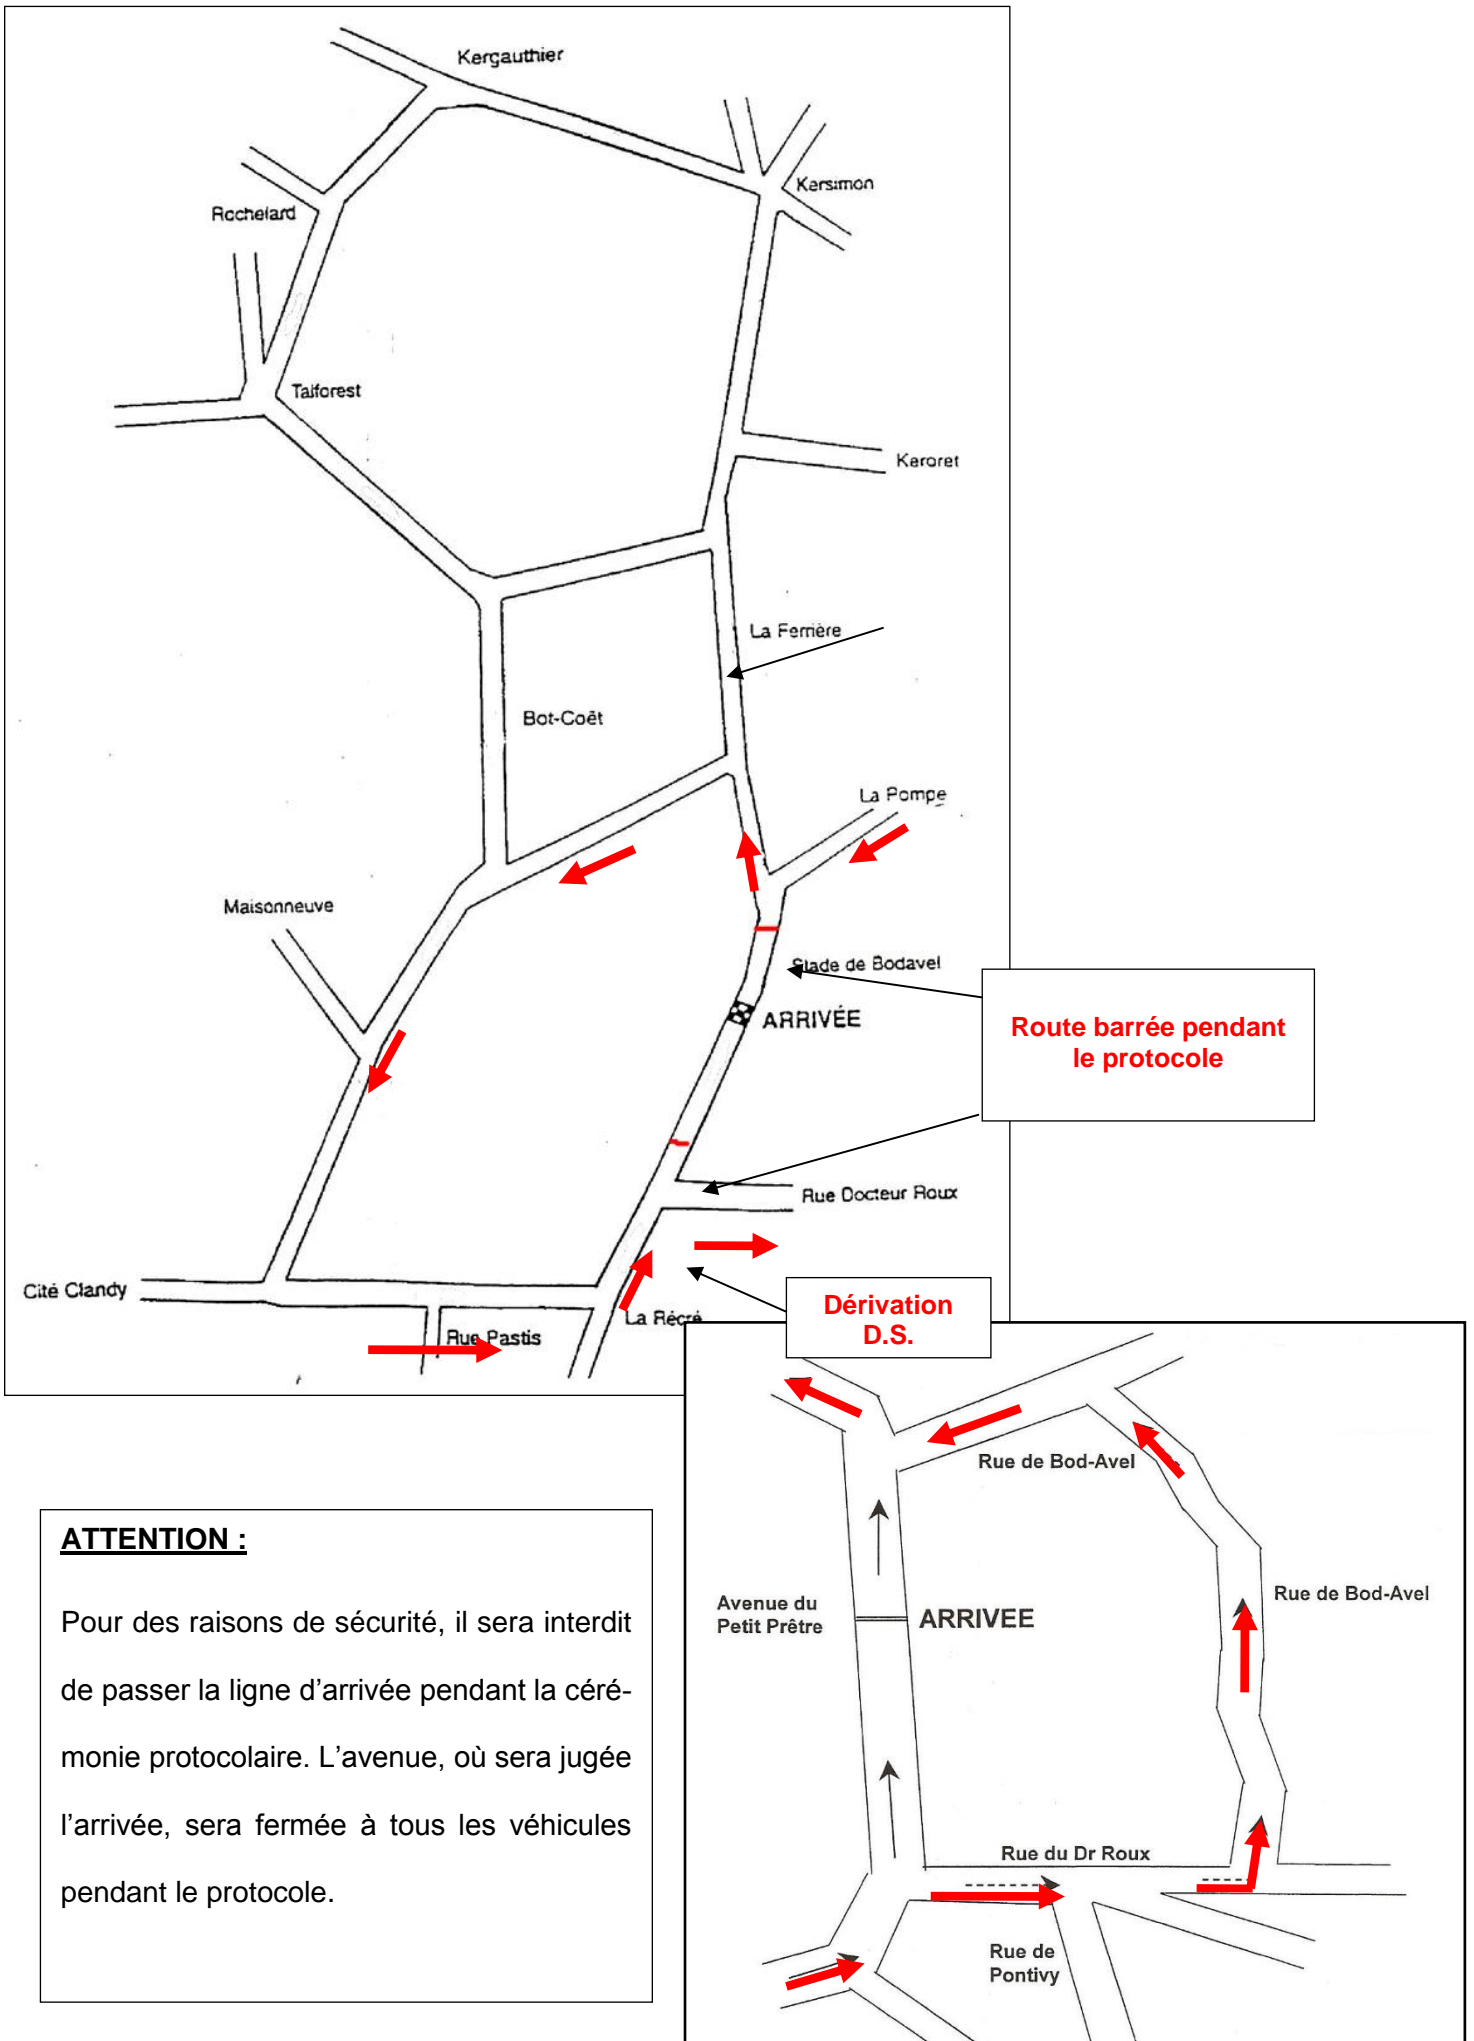 Kergauthier
Kersimon
Rochelard
Talforest
Keroret
La Ferrière
Bot-Coët
La Pompe
Maisonneuve
Stade de Bodavel
ARRIVÉE
Route barrée pendant
le protocole
Rue Docteur Roux
Cité Clandy
La Récré
Rue Pastis
Dérivation
D.S.
Rue de Bod-Avel
Rue de Bod-Avel
Avenue du
Petit Prêtre
ARRIVEE
Rue du Dr Roux
Rue de
Pontivy
ATTENTION :
Pour des raisons de sécurité, il sera interdit
de passer la ligne d'arrivée pendant la céré-
monie protocolaire. L'avenue, où sera jugée
l'arrivée, sera fermée à tous les véhicules
pendant le protocole.